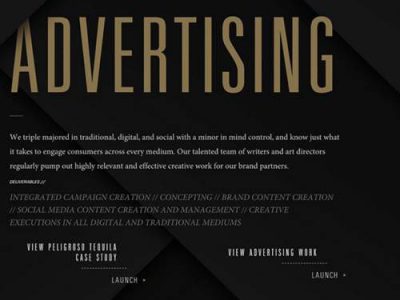 ADVERTISING
We triple majored in traditional, digital, and social with a minor in mind control, and know just what
it takes to engage consumers across every medium. Our talented team of writers and art directors
regularly pump out highly relevant and effective creative work for our brand partners.
DELIVERABLES //
INTEGRATED CAMPAIGN CREATION // CONCEPTING // BRAND CONTENT CREATION
// SOCIAL MEDIA CONTENT CREATION AND MANAGEMENT // CREATIVE
EXECUTIONS IN ALL DIGITAL AND TRADITIONAL MEDIUMS
VIEW PELIGROSO TEQUILA
CASE STUDY
LAUNCH
VIEW ADVERTISING WORK
LAUNCH